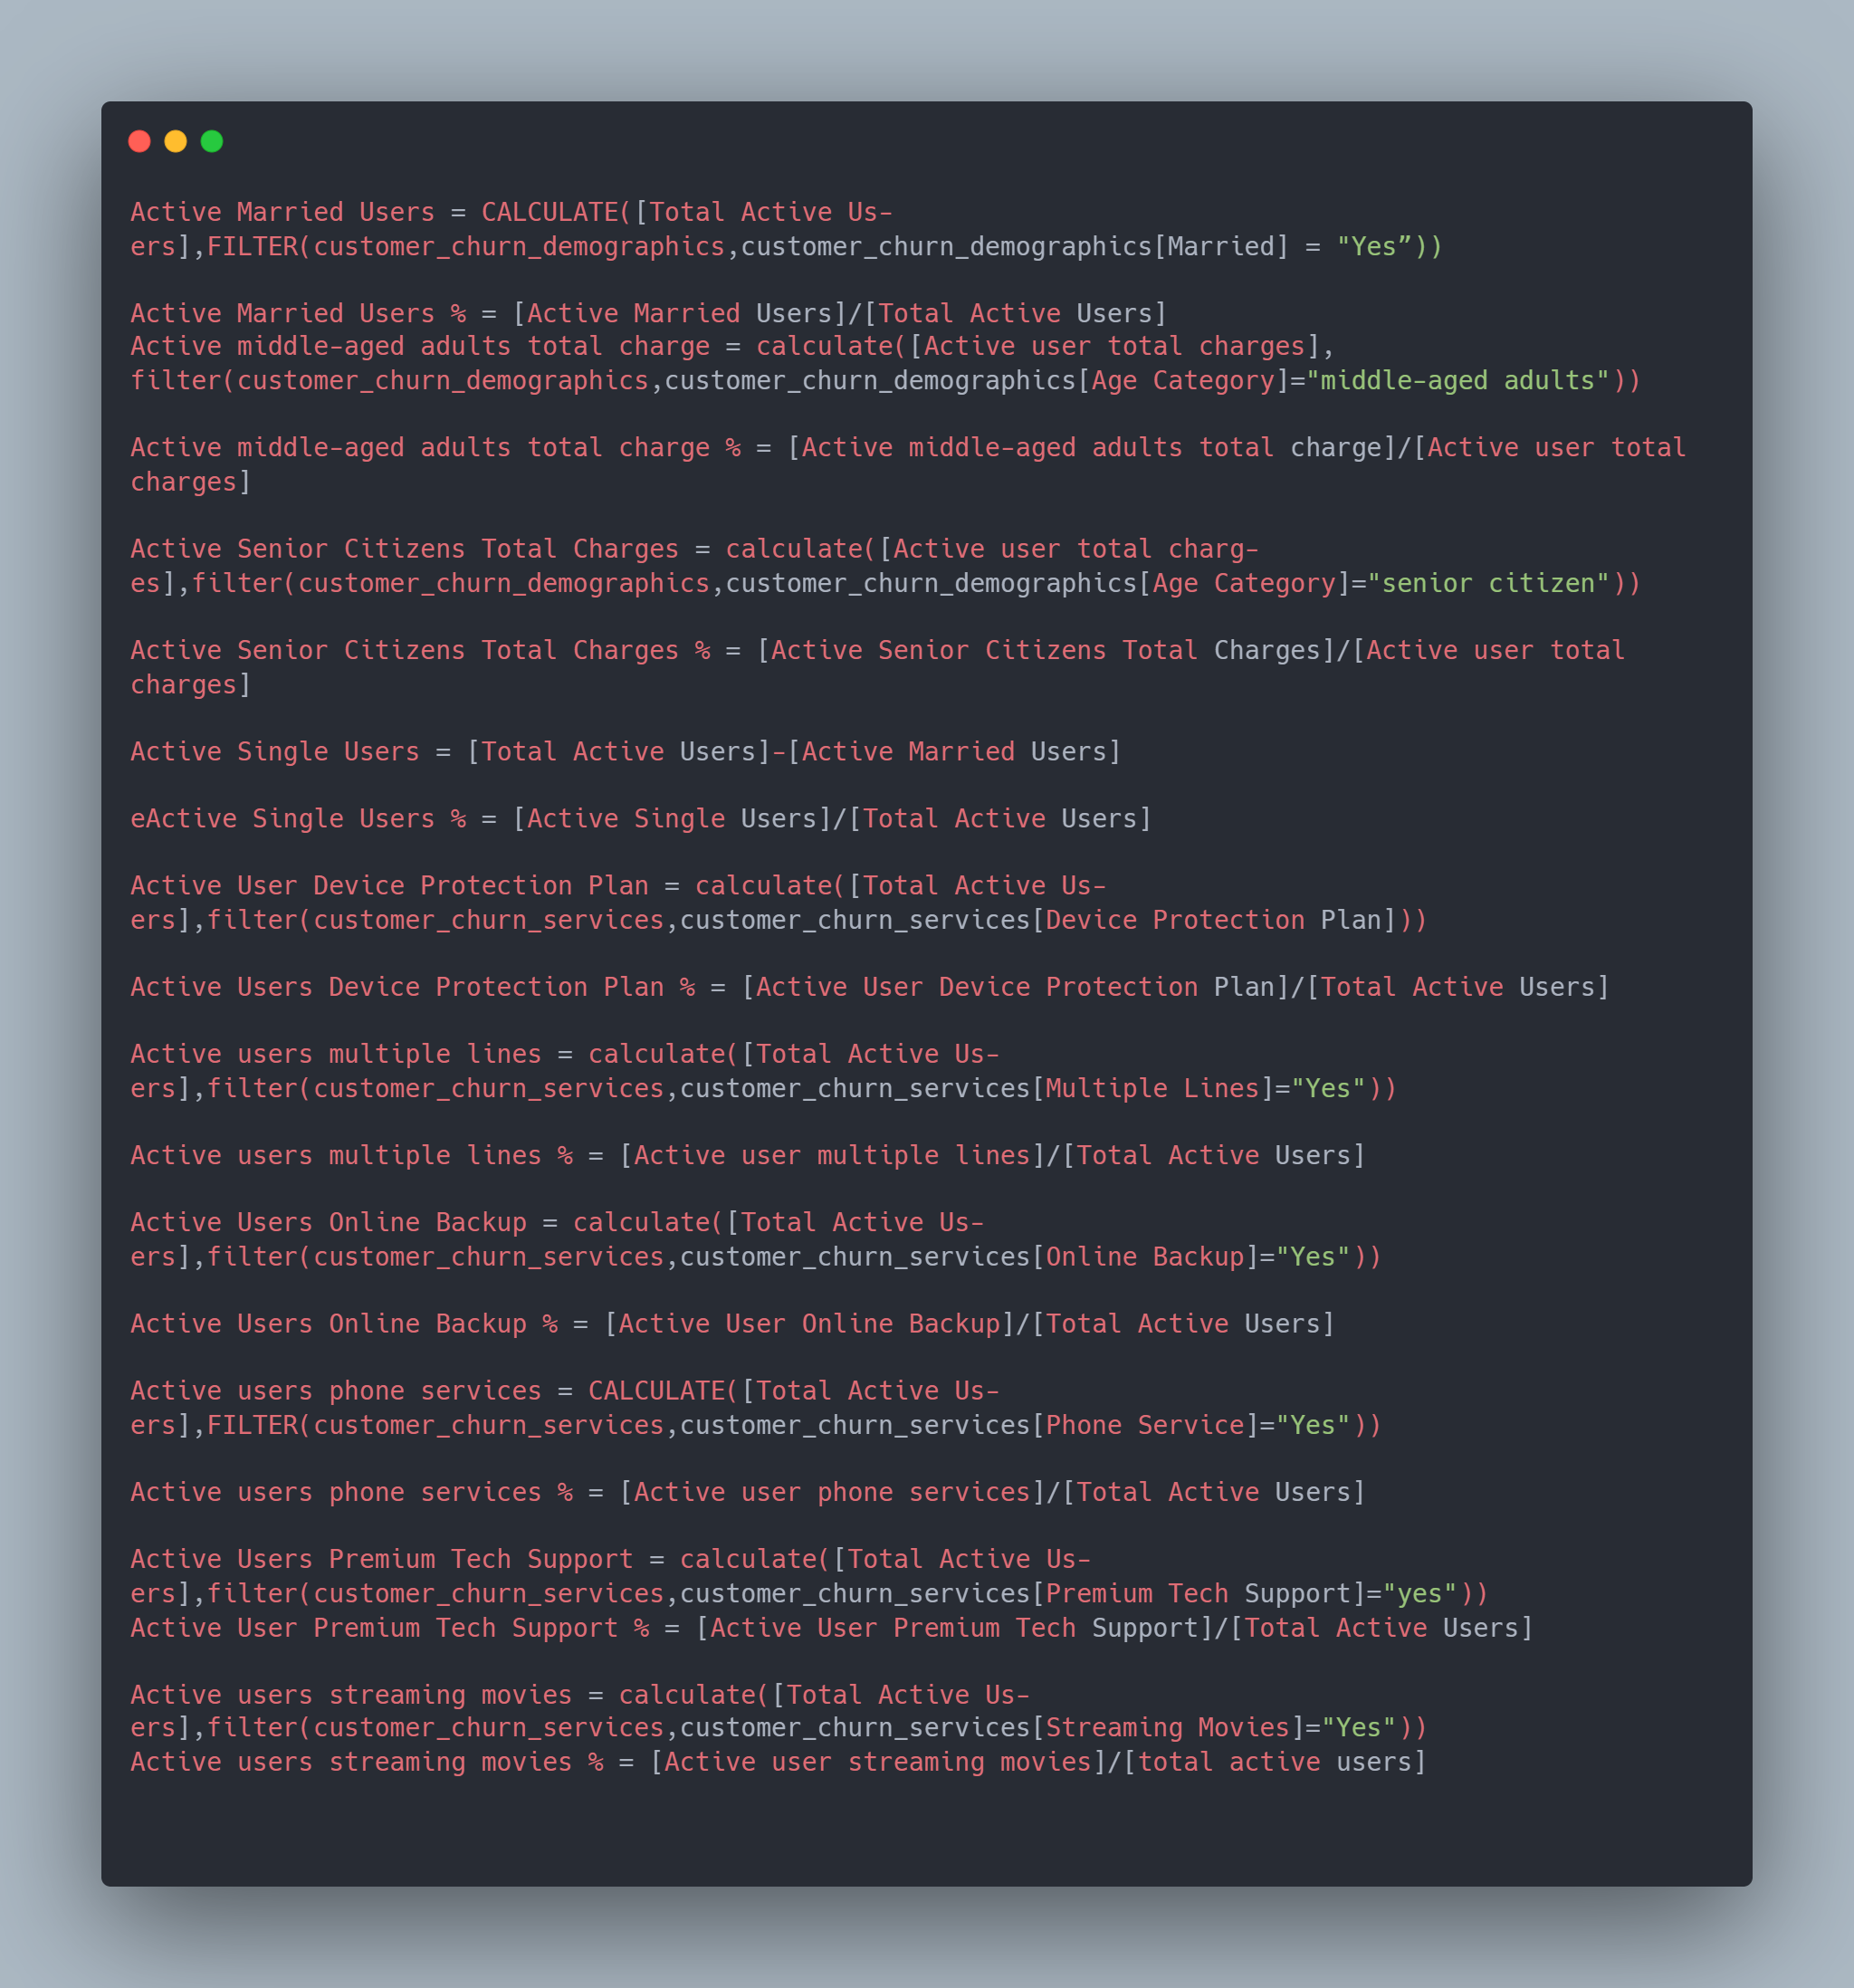 Active Married Users = CALCULATE([Total Active Us-
ers],FILTER(customer_churn_demographics,customer_churn_demographics[Married] = "Yes”))
Active Married Users % = [Active Married Users]/[Total Active Users]
Active middle-aged adults total charge = calculate([Active user total charges],
filter(customer_churn_demographics,customer_churn_demographics[Age Category]="middle-aged adults"))
Active middle-aged adults total charge % = [Active middle-aged adults total charge]/[Active user total
charges]
Active Senior Citizens Total Charges = calculate([Active user total charg-
es],filter(customer_churn_demographics,customer_churn_demographics[Age Category]="senior citizen"))
Active Senior Citizens Total Charges % = [Active Senior Citizens Total Charges]/[Active user total
charges]
Active Single Users = [Total Active Users]-[Active Married Users]
eActive Single Users % = [Active Single Users]/[Total Active Users]
Active User Device Protection Plan = calculate([Total Active Us-
ers],filter(customer_churn_services,customer_churn_services[Device Protection Plan]))
Active Users Device Protection Plan % = [Active User Device Protection Plan]/[Total Active Users]
Active users multiple lines = calculate([Total Active Us-
ers],filter(customer_churn_services,customer_churn_services[Multiple Lines]="Yes"))
Active users multiple lines % = [Active user multiple lines]/[Total Active Users]
Active Users Online Backup = calculate([Total Active Us-
ers],filter(customer_churn_services,customer_churn_services[Online Backup]="Yes"))
Active Users Online Backup % = [Active User Online Backup]/[Total Active Users]
Active users phone services = CALCULATE([Total Active Us-
ers],FILTER(customer_churn_services,customer_churn_services[Phone Service]="Yes"))
Active users phone services % = [Active user phone services]/[Total Active Users]
Active Users Premium Tech Support = calculate([Total Active Us-
ers],filter(customer_churn_services,customer_churn_services[Premium Tech Support]="yes"))
Active User Premium Tech Support % = [Active User Premium Tech Support]/[Total Active Users]
Active users streaming movies = calculate([Total Active Us-
ers],filter(customer_churn_services,customer_churn_services[Streaming Movies]="Yes"))
Active users streaming movies % = [Active user streaming movies]/[total active users]